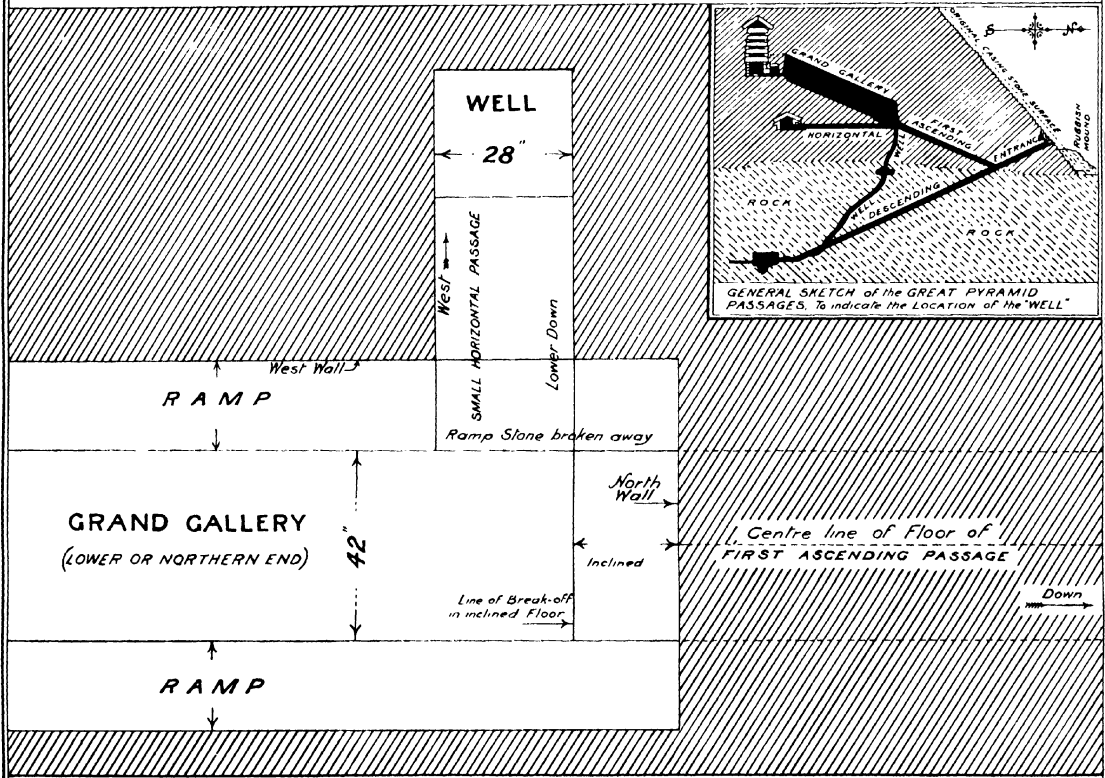 WELL
28"
West
SMALL HORIZONTAL PASSAGE
Lower Down
West Wall
RAMP
Ramp Stone broken away
GRAND GALLERY
(LOWER OR NORTHERN END)
42"
North
Wall
Inclined
Line of Break-off
in inclined Floor
Centre line of Floor of
FIRST ASCENDING PASSAGE
Down
RAMP
S N
ORIGINAL CASING STONE SURFACE
RUBBISH
MOUND
GRAND GALLERY
FIRST
ASCENDING
HORIZONTAL
ENTRANCE
WELL
WELL
DESCENDING
ROCK
ROCK
GENERAL SKETCH of the GREAT PYRAMID
PASSAGES, To indicate the LOCATION of the "WELL"